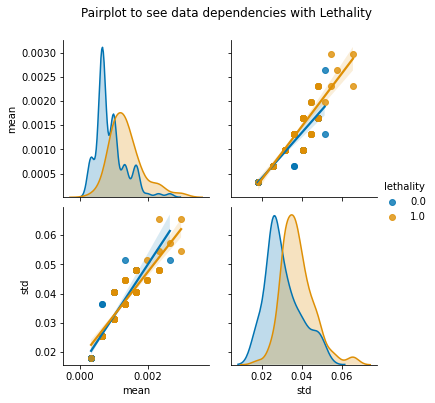 Pairplot to see data dependencies with Lethality
0.0030
0.0025
0.0020
0.0015
0.0010
0.0005
mean
lethality
0.0
1.0
0.06
0.05
0.04
0.03
0.02
std
0.000 0.002
mean
0.02 0.04 0.06
std